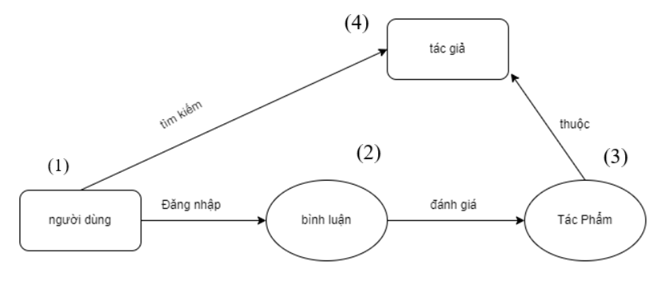 (4)
tác giả
tìm kiếm
thuộc
(1)
(2)
(3)
người dùng
Đăng nhập
bình luận
đánh giá
Tác Phẩm